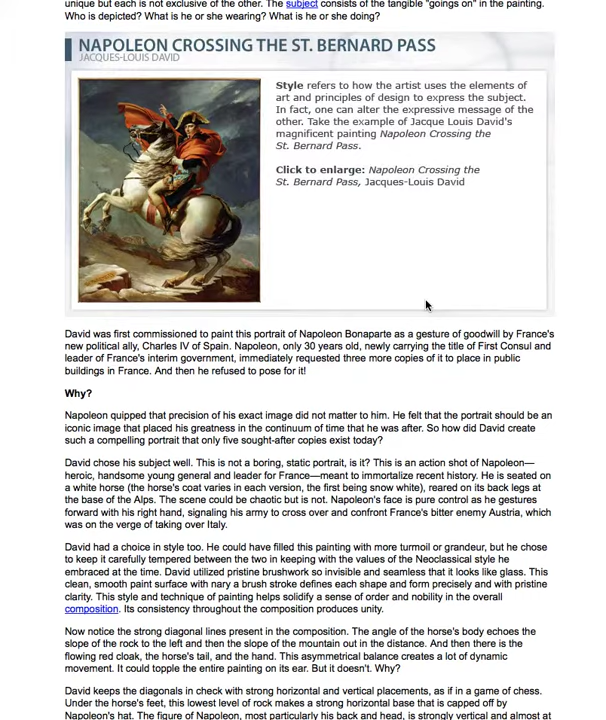 unique but each is not exclusive of the other. The subject consists of the tangible "goings on" in the painting.
Who is depicted? What is he or she wearing? What is he or she doing?
NAPOLEON CROSSING THE ST. BERNARD PASS
JACQUES-LOUIS DAVID
Style refers to how the artist uses the elements of
art and principles of design to express the subject.
In fact, one can alter the expressive message of the
other. Take the example of Jacque Louis David's
magnificent painting Napoleon Crossing the
St. Bernard Pass.
Click to enlarge: Napoleon Crossing the
St. Bernard Pass, Jacques-Louis David
David was first commissioned to paint this portrait of Napoleon Bonaparte as a gesture of goodwill by France's
new political ally, Charles IV of Spain. Napoleon, only 30 years old, newly carrying the title of First Consul and
leader of France's interim government, immediately requested three more copies of it to place in public
buildings in France. And then he refused to pose for it!
Why?
Napoleon quipped that precision of his exact image did not matter to him. He felt that the portrait should be an
iconic image that placed his greatness in the continuum of time that he was after. So how did David create
such a compelling portrait that only five sought-after copies exist today?
David chose his subject well. This is not a boring, static portrait, is it? This is an action shot of Napoleon—
heroic, handsome young general and leader for France—meant to immortalize recent history. He is seated on
a white horse (the horse's coat varies in each version, the first being snow white), reared on its back legs at
the base of the Alps. The scene could be chaotic but is not. Napoleon's face is pure control as he gestures
forward with his right hand, signaling his army to cross over and confront France's bitter enemy Austria, which
was on the verge of taking over Italy.
David had a choice in style too. He could have filled this painting with more turmoil or grandeur, but he chose
to keep it carefully tempered between the two in keeping with the values of the Neoclassical style he
embraced at the time. David utilized pristine brushwork so invisible and seamless that it looks like glass. This
clean, smooth paint surface with nary a brush stroke defines each shape and form precisely and with pristine
clarity. This style and technique of painting helps solidify a sense of order and nobility in the overall
composition. Its consistency throughout the composition produces unity.
Now notice the strong diagonal lines present in the composition. The angle of the horse's body echoes the
slope of the rock to the left and then the slope of the mountain out in the distance. And then there is the
flowing red cloak, the horse's tail, and the hand. This asymmetrical balance creates a lot of dynamic
movement. It could topple the entire painting on its ear. But it doesn't. Why?
David keeps the diagonals in check with strong horizontal and vertical placements, as if in a game of chess.
Under the horse's feet, this lowest level of rock makes a strong horizontal base that is capped off by
Napoleon's hat. The figure of Napoleon, most particularly his back and head, is strongly vertical and almost at